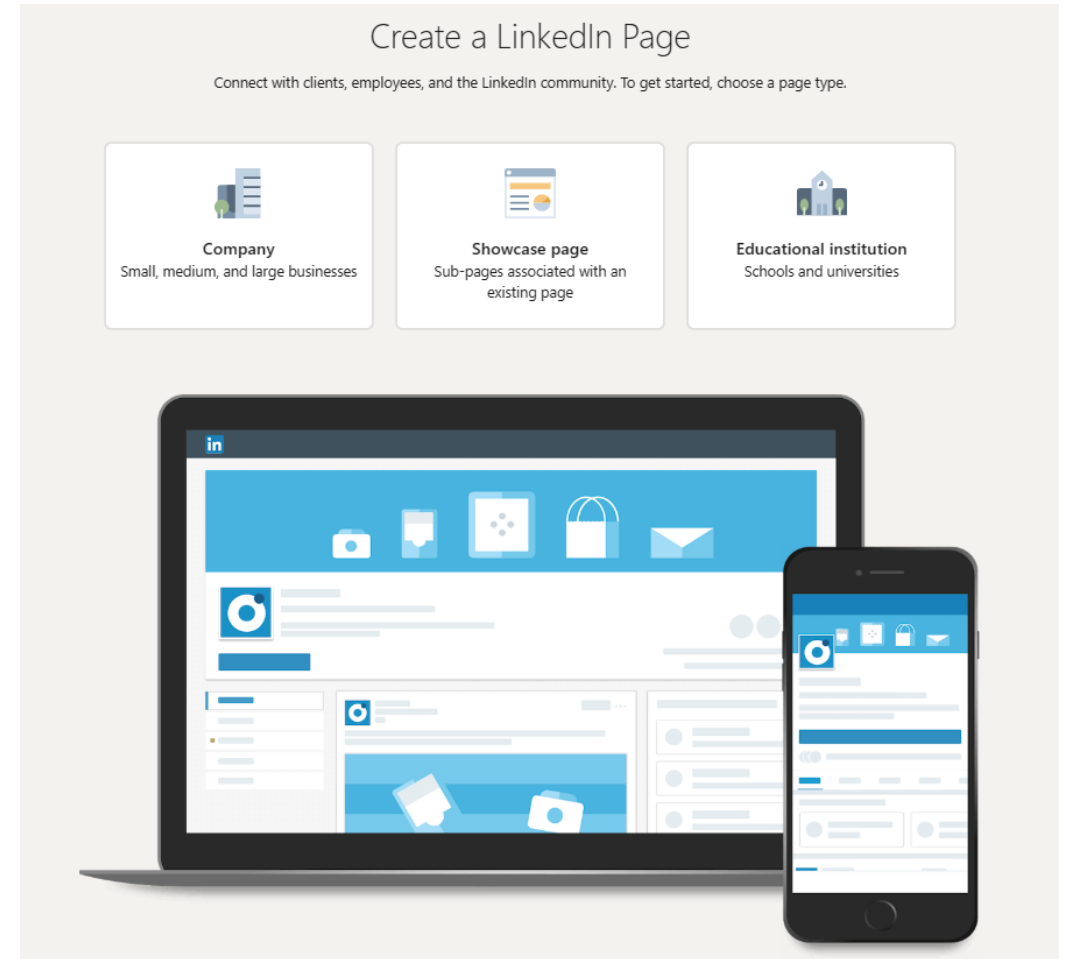 Create a LinkedIn Page
Connect with clients, employees, and the LinkedIn community. To get started, choose a page type.
Company
Small, medium, and large businesses
Showcase page
Sub-pages associated with an
existing page
Educational institution
Schools and universities
in